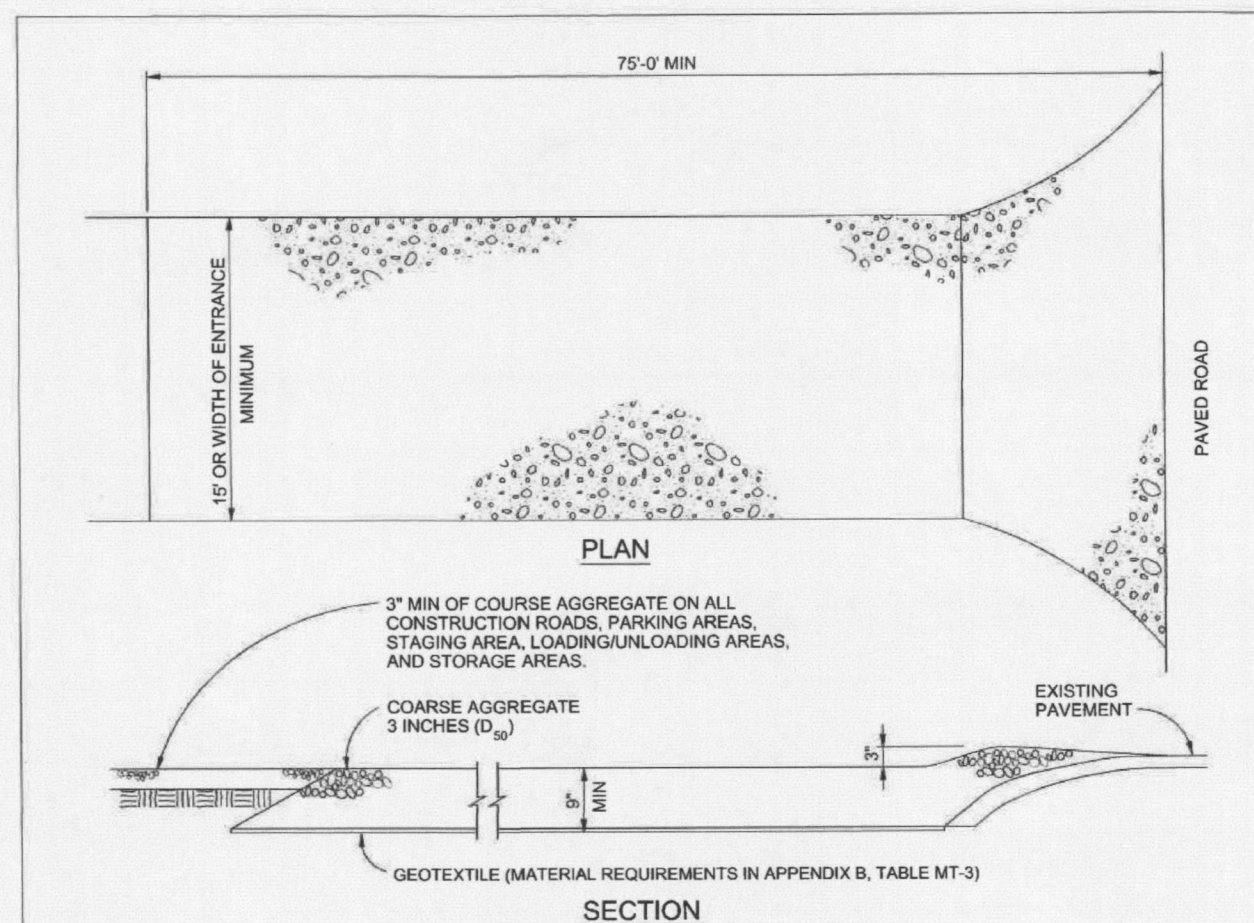 75'-0' MIN
15' OR WIDTH OF ENTRANCE
MINIMUM
PAVED ROAD
PLAN
3" MIN OF COURSE AGGREGATE ON ALL
CONSTRUCTION ROADS, PARKING AREAS,
STAGING AREA, LOADING/UNLOADING AREAS,
AND STORAGE AREAS.
COARSE AGGREGATE
3 INCHES (D50)
EXISTING
PAVEMENT
3"
9"
MIN
GEOTEXTILE (MATERIAL REQUIREMENTS IN APPENDIX B, TABLE MT-3)
SECTION